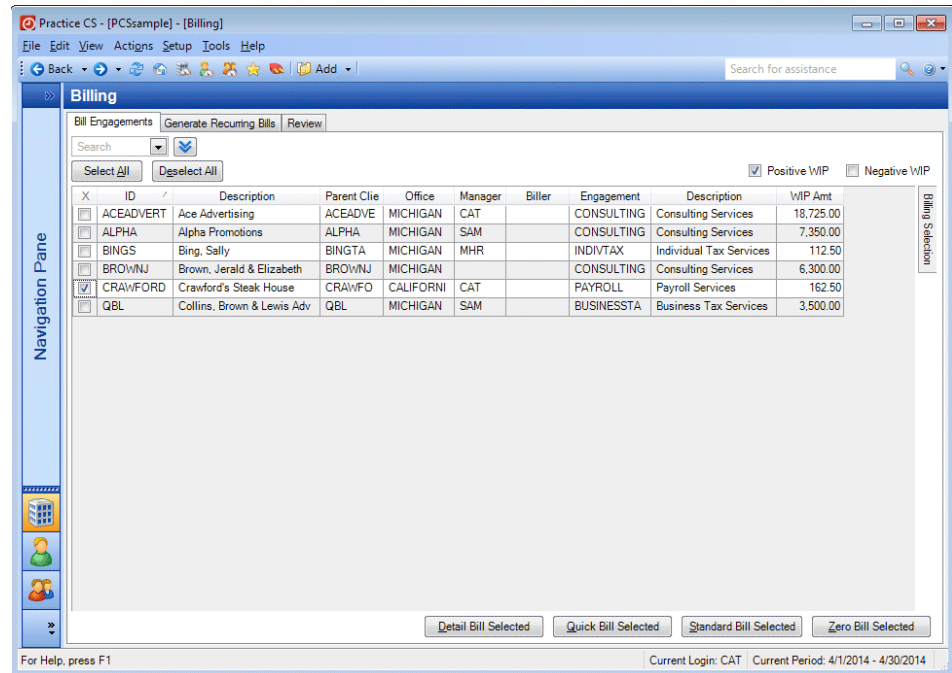 Practice CS - [PCSsample] - [Billing]
File Edit View Actions Setup Tools Help
Back Add Search for assistance
Billing
Bill Engagements Generate Recurring Bills Review
Search
Select All Deselect All Positive WIP Negative WIP
X ID Description Parent Clie Office Manager Biller Engagement Description WIP Amt
ACEADVERT Ace Advertising ACEADVE MICHIGAN CAT CONSULTING Consulting Services 18,725.00
ALPHA Alpha Promotions ALPHA MICHIGAN SAM CONSULTING Consulting Services 7,350.00
BINGS Bing, Sally BINGTA MICHIGAN MHR INDIVTAX Individual Tax Services 112.50
BROWNJ Brown, Jerald & Elizabeth BROWNJ MICHIGAN CONSULTING Consulting Services 6,300.00
CRAWFORD Crawford's Steak House CRAWFO CALIFORNI CAT PAYROLL Payroll Services 162.50
QBL Collins, Brown & Lewis Adv QBL MICHIGAN SAM BUSINESSTA Business Tax Services 3,500.00
Billing Selection
Navigation Pane
Detail Bill Selected Quick Bill Selected Standard Bill Selected Zero Bill Selected
For Help, press F1 Current Login: CAT Current Period: 4/1/2014 - 4/30/2014